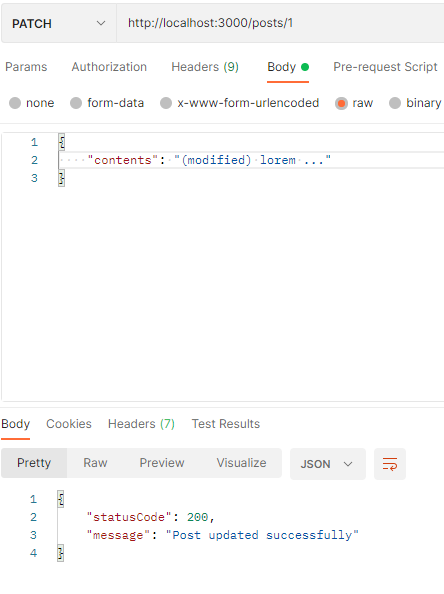 PATCH http://localhost:3000/posts/1
Params Authorization Headers (9) Body Pre-request Script
none form-data x-www-form-urlencoded raw binary
1 {
2 "contents": "(modified) lorem ..."
3 }
Body Cookies Headers (7) Test Results
Pretty Raw Preview Visualize JSON
1 {
2 "statusCode": 200,
3 "message": "Post updated successfully"
4 }